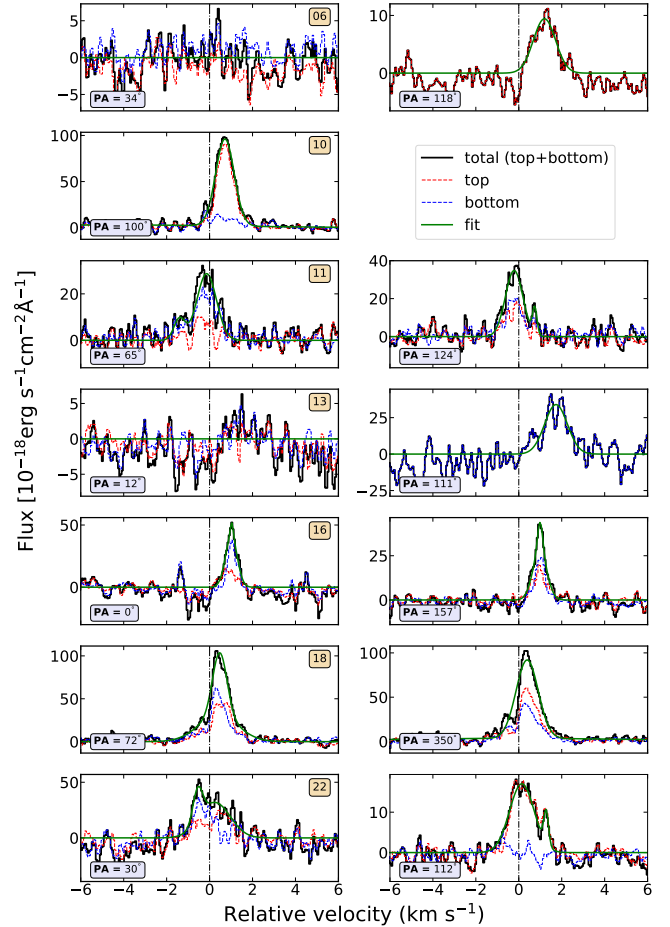 06
10
5
0
−5
PA = 34°
0
PA = 118°
10
100
50
0
PA = 100°
total (top+bottom)
top
bottom
fit
11
20
0
PA = 65°
40
20
0
PA = 124°
13
5
0
−5
PA = 12°
25
0
−25
PA = 111°
16
50
0
PA = 0°
25
0
PA = 157°
18
100
50
0
PA = 72°
100
50
0
PA = 350°
22
50
0
PA = 30°
10
0
PA = 112°
−6 −4 −2 0 2 4 6
−6 −4 −2 0 2 4 6
Flux [10⁻¹⁸erg s⁻¹cm⁻²Å⁻¹]
Relative velocity (km s⁻¹)